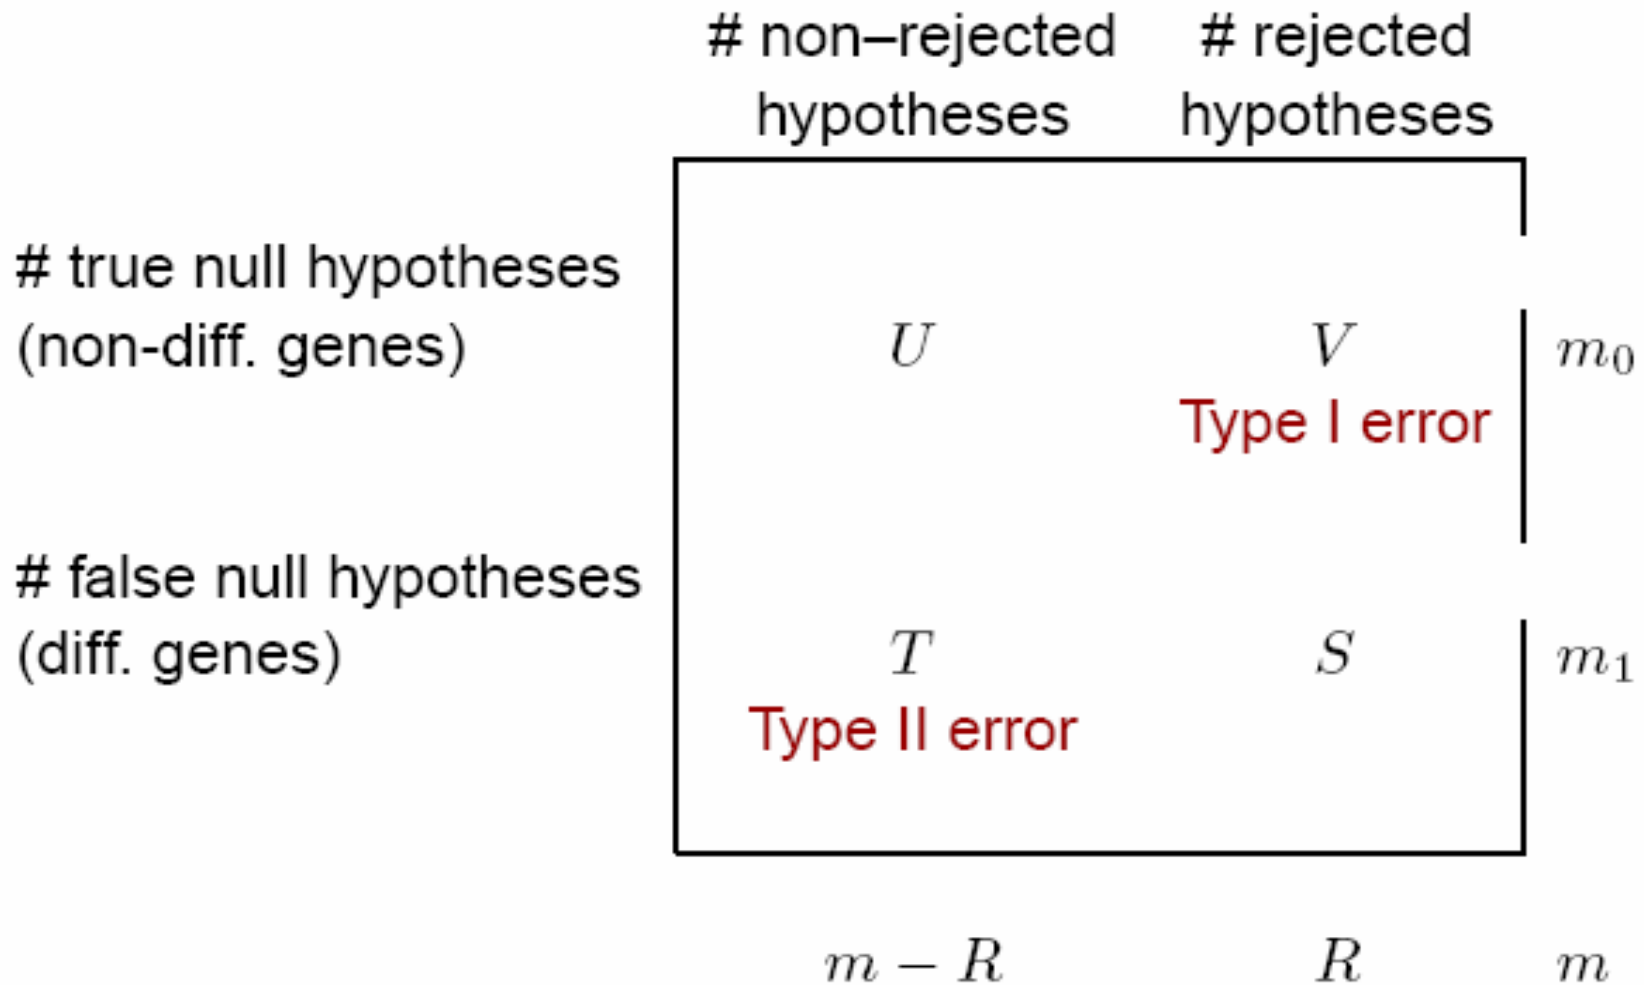 # non–rejected # rejected
hypotheses hypotheses
# true null hypotheses
(non-diff. genes) U V m₀
Type I error
# false null hypotheses
(diff. genes) T S m₁
Type II error
m − R R m